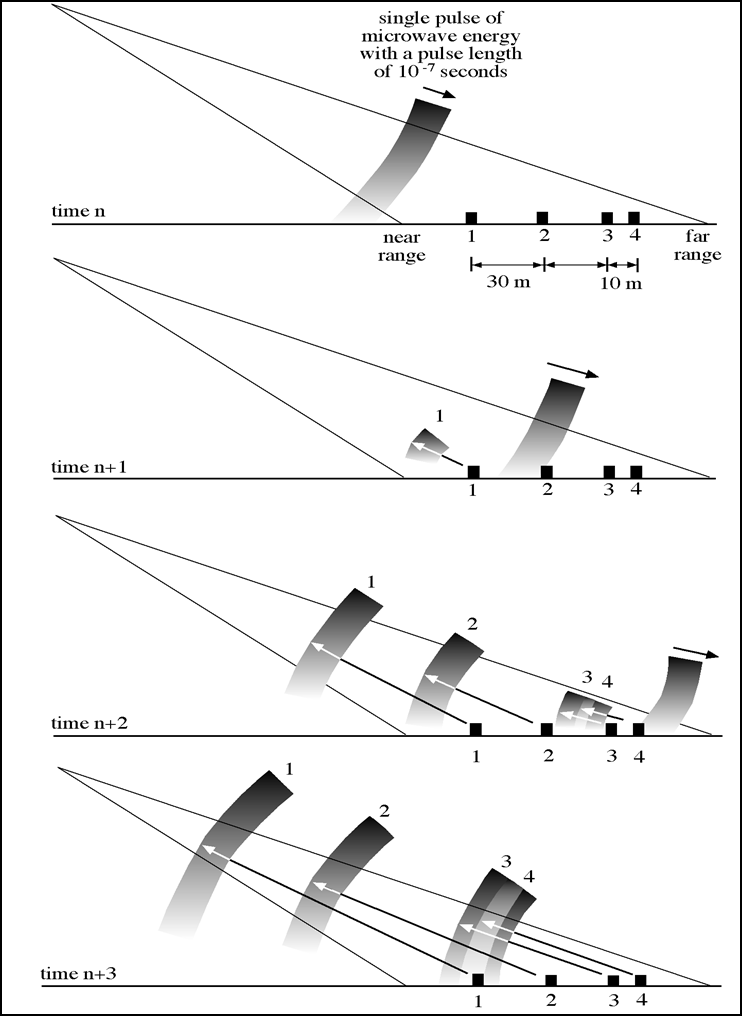 single pulse of
microwave energy
with a pulse length
of 10⁻⁷ seconds
time n
near
range
1
2
3
4
far
range
30 m
10 m
1
time n+1
1
2
3
4
1
2
3
4
time n+2
1
2
3
4
1
2
3
4
time n+3
1
2
3
4